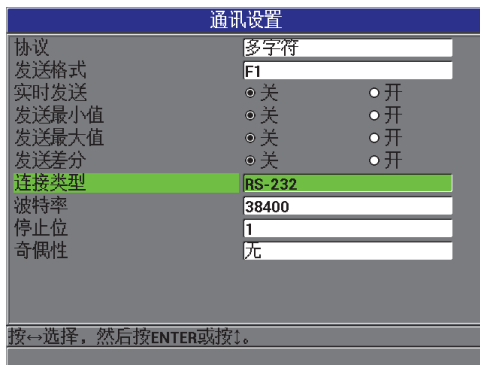 通讯设置
协议 多字符
发送格式 F1
实时发送 关 开
发送最小值 关 开
发送最大值 关 开
发送差分 关 开
连接类型 RS-232
波特率 38400
停止位 1
奇偶性 无
按↔选择，然后按ENTER或按↕。